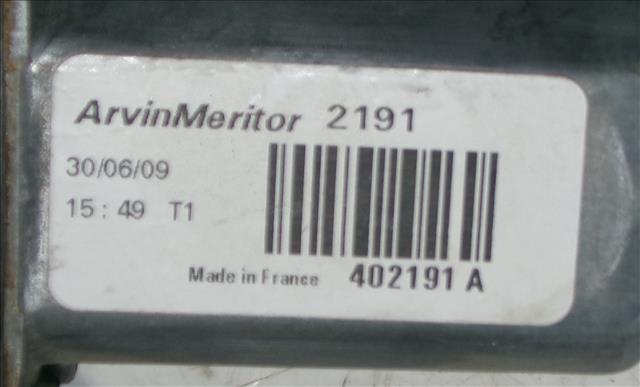 ArvinMeritor 2191
30/06/09
15 : 49 T1
Made in France 402191 A